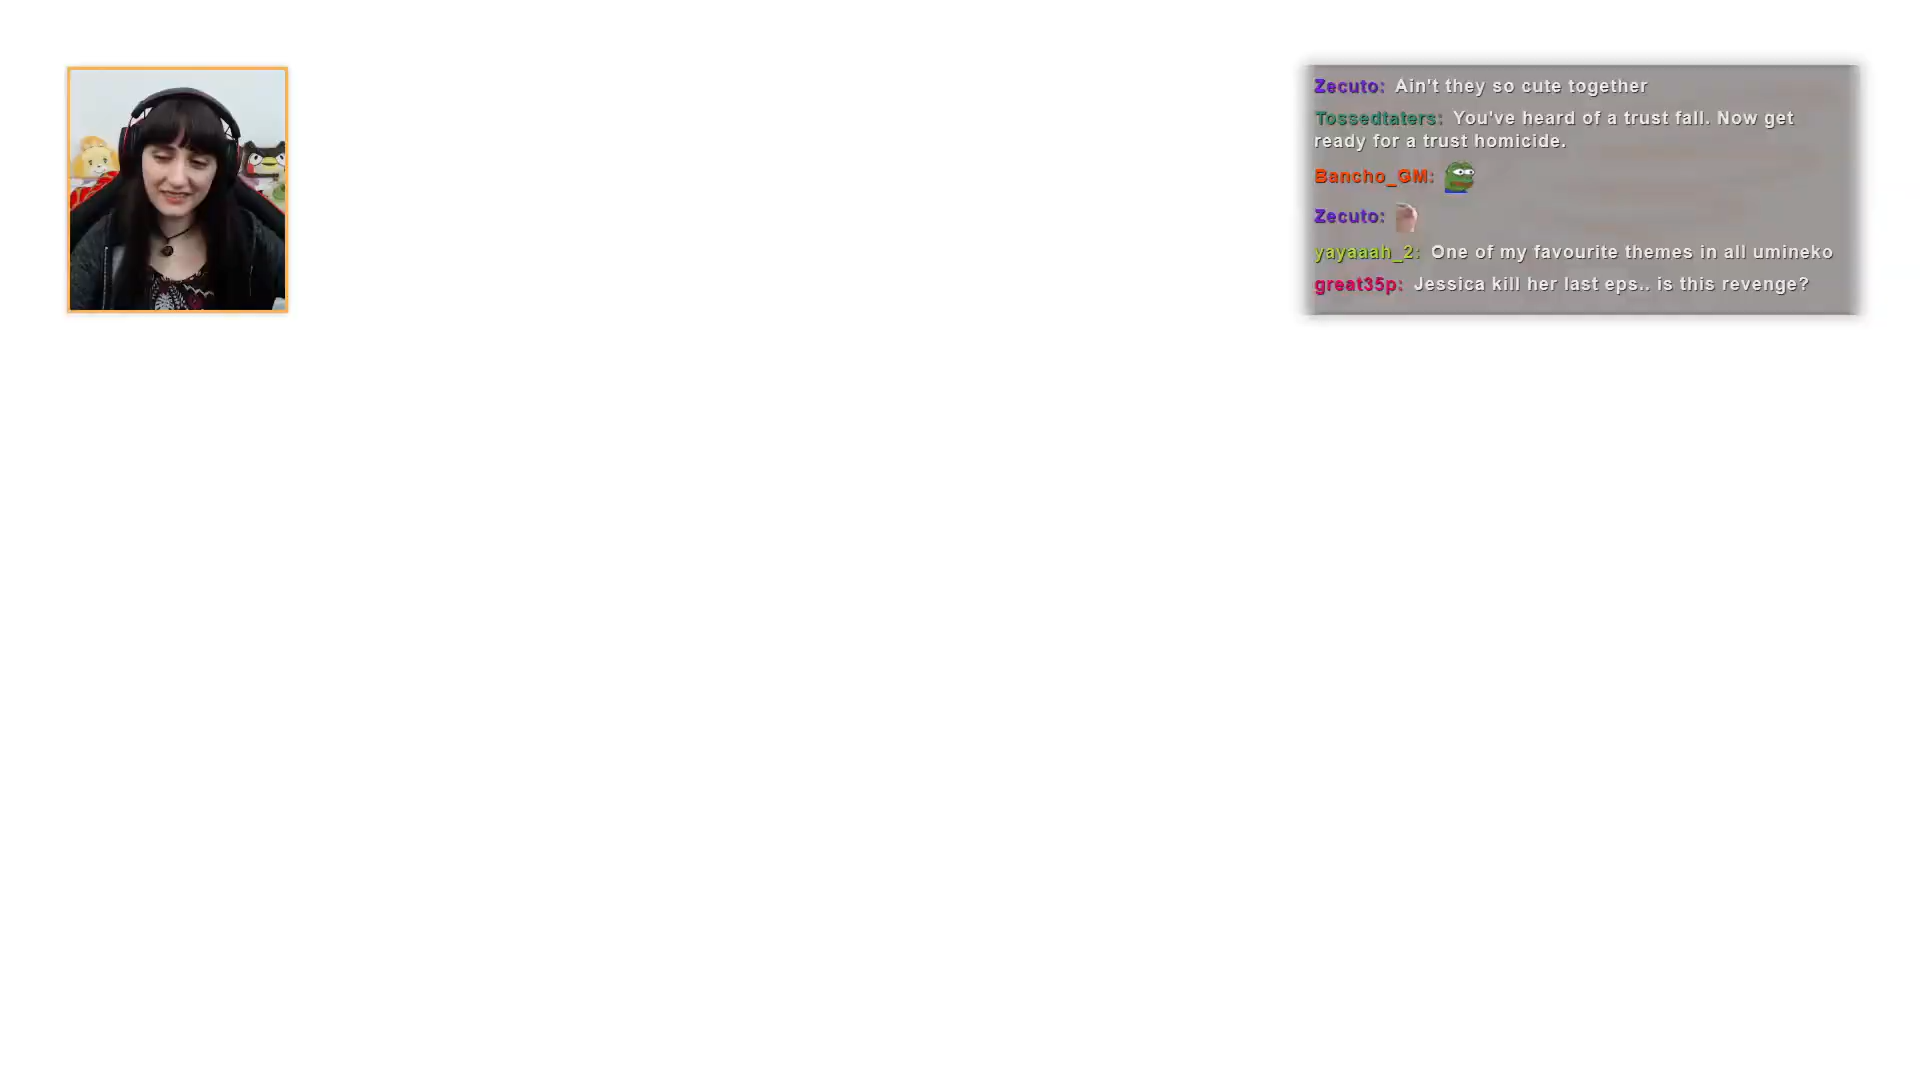 Zecuto: Ain't they so cute together
Tossedtaters: You've heard of a trust fall. Now get
ready for a trust homicide.
Bancho_GM:
Zecuto:
yayaaah_2: One of my favourite themes in all umineko
great35p: Jessica kill her last eps.. is this revenge?